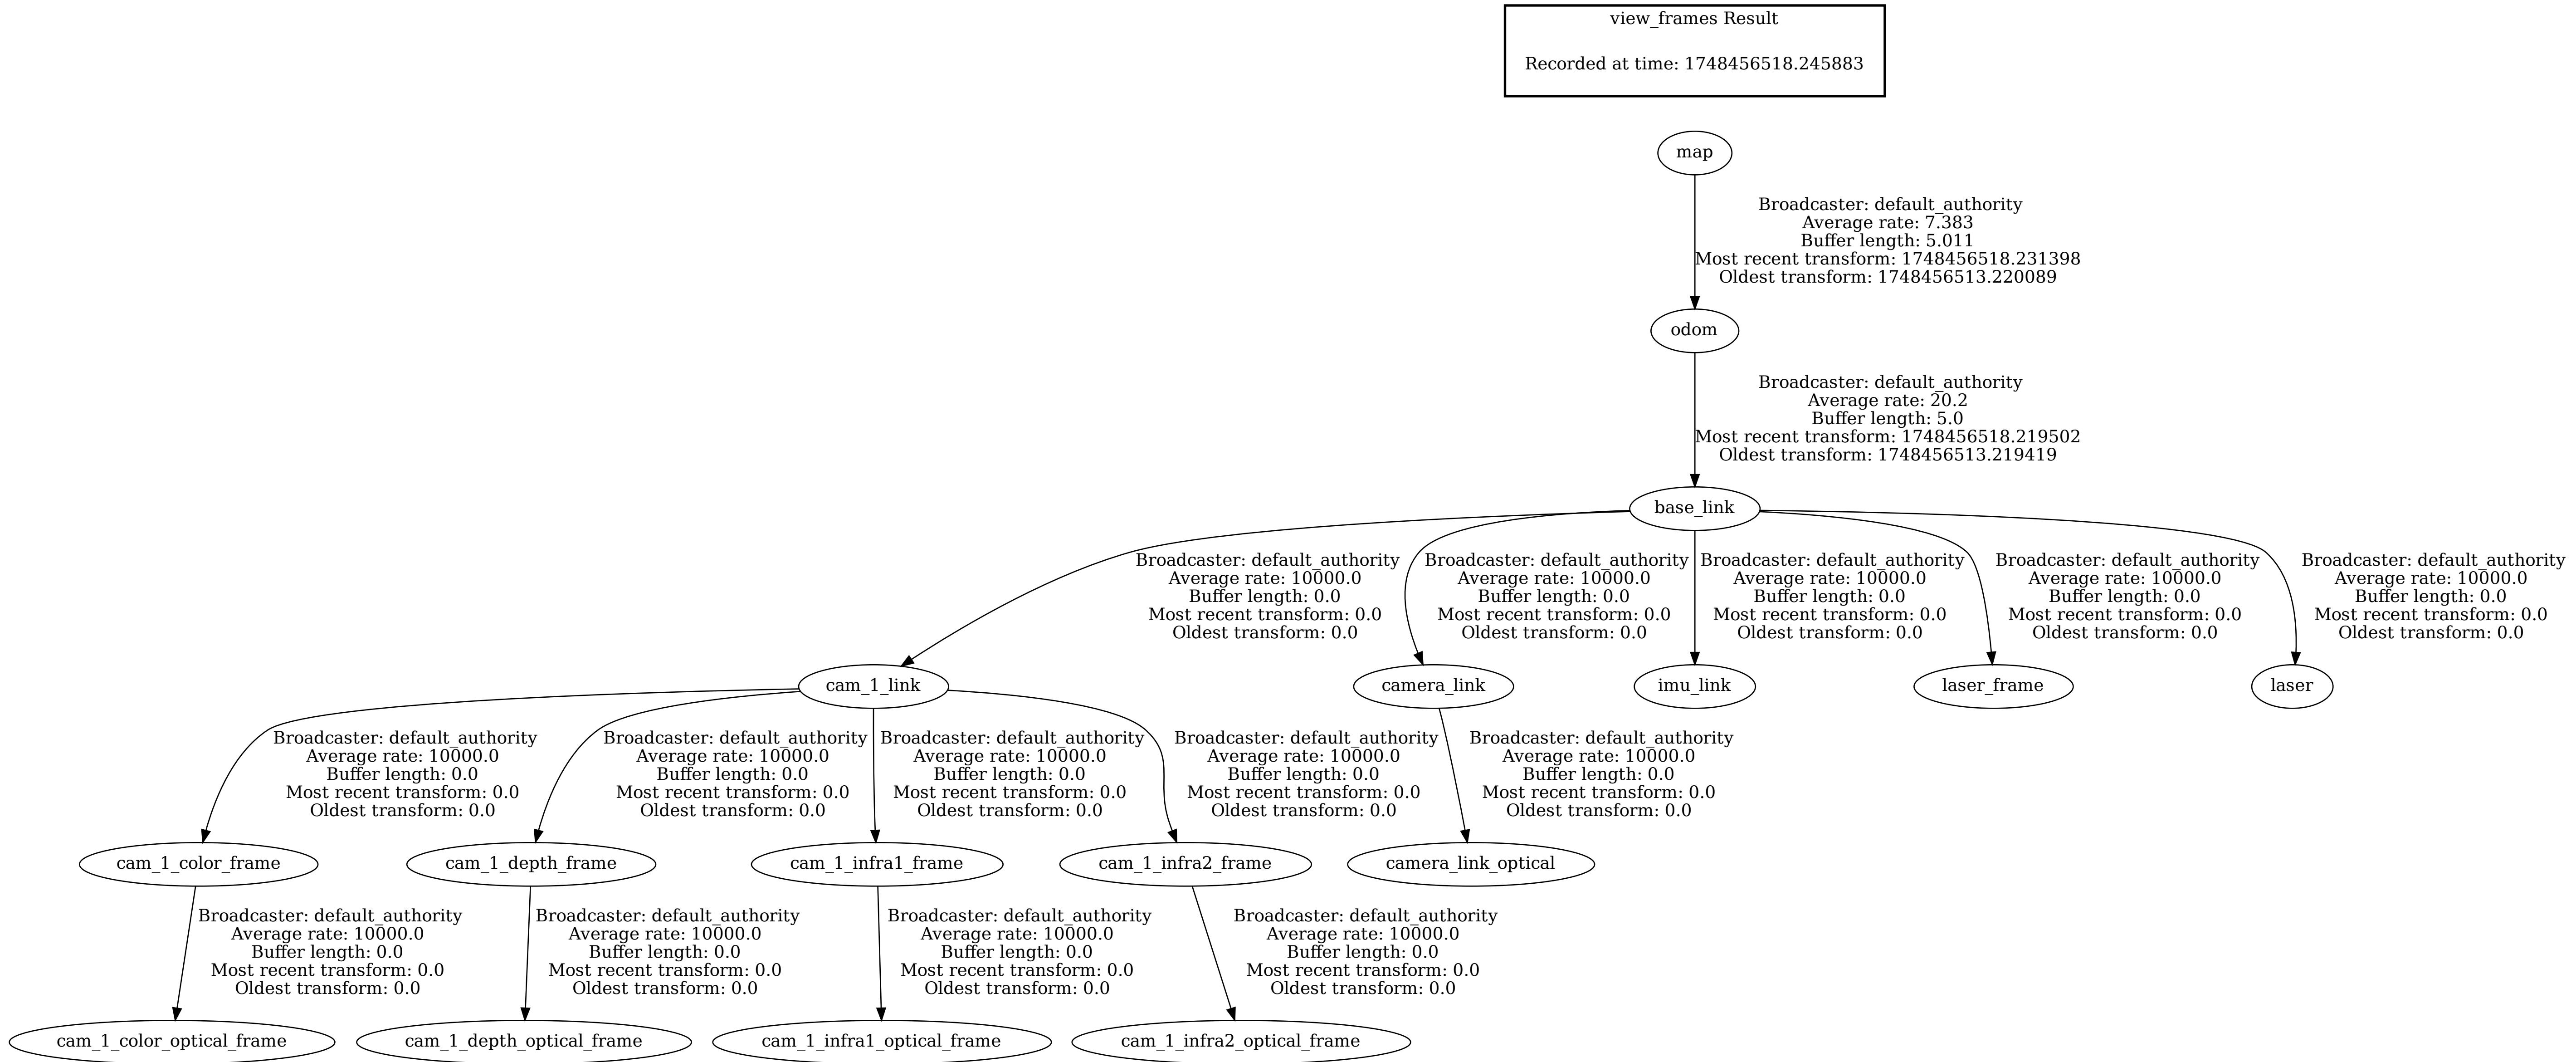 view_frames Result
Recorded at time: 1748456518.245883
map
Broadcaster: default_authority
Average rate: 7.383
Buffer length: 5.011
Most recent transform: 1748456518.231398
Oldest transform: 1748456513.220089
odom
Broadcaster: default_authority
Average rate: 20.2
Buffer length: 5.0
Most recent transform: 1748456518.219502
Oldest transform: 1748456513.219419
base_link
Broadcaster: default_authority
Average rate: 10000.0
Buffer length: 0.0
Most recent transform: 0.0
Oldest transform: 0.0
Broadcaster: default_authority
Average rate: 10000.0
Buffer length: 0.0
Most recent transform: 0.0
Oldest transform: 0.0
Broadcaster: default_authority
Average rate: 10000.0
Buffer length: 0.0
Most recent transform: 0.0
Oldest transform: 0.0
Broadcaster: default_authority
Average rate: 10000.0
Buffer length: 0.0
Most recent transform: 0.0
Oldest transform: 0.0
Broadcaster: default_authority
Average rate: 10000.0
Buffer length: 0.0
Most recent transform: 0.0
Oldest transform: 0.0
cam_1_link
camera_link
imu_link
laser_frame
laser
Broadcaster: default_authority
Average rate: 10000.0
Buffer length: 0.0
Most recent transform: 0.0
Oldest transform: 0.0
Broadcaster: default_authority
Average rate: 10000.0
Buffer length: 0.0
Most recent transform: 0.0
Oldest transform: 0.0
Broadcaster: default_authority
Average rate: 10000.0
Buffer length: 0.0
Most recent transform: 0.0
Oldest transform: 0.0
Broadcaster: default_authority
Average rate: 10000.0
Buffer length: 0.0
Most recent transform: 0.0
Oldest transform: 0.0
Broadcaster: default_authority
Average rate: 10000.0
Buffer length: 0.0
Most recent transform: 0.0
Oldest transform: 0.0
cam_1_color_frame
cam_1_depth_frame
cam_1_infra1_frame
cam_1_infra2_frame
camera_link_optical
Broadcaster: default_authority
Average rate: 10000.0
Buffer length: 0.0
Most recent transform: 0.0
Oldest transform: 0.0
Broadcaster: default_authority
Average rate: 10000.0
Buffer length: 0.0
Most recent transform: 0.0
Oldest transform: 0.0
Broadcaster: default_authority
Average rate: 10000.0
Buffer length: 0.0
Most recent transform: 0.0
Oldest transform: 0.0
Broadcaster: default_authority
Average rate: 10000.0
Buffer length: 0.0
Most recent transform: 0.0
Oldest transform: 0.0
cam_1_color_optical_frame
cam_1_depth_optical_frame
cam_1_infra1_optical_frame
cam_1_infra2_optical_frame